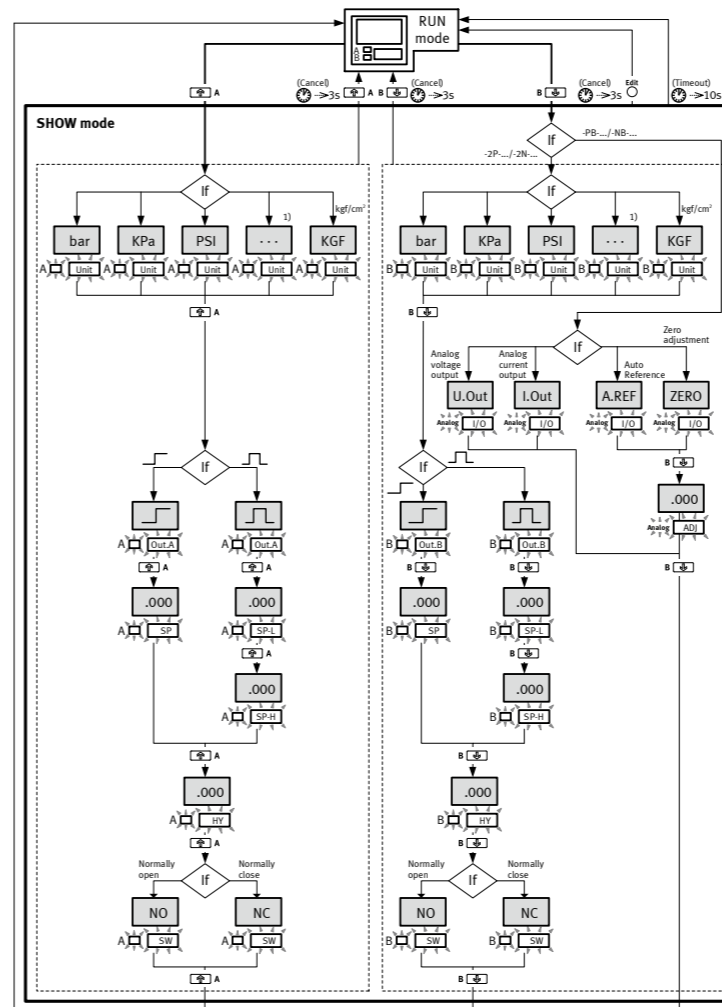 RUN
mode
A
B
(Cancel)
3s
A
A
B
(Cancel)
3s
B
(Cancel)
3s
Edit
(Timeout)
10s
SHOW mode
If
-PB-.../-NB-...
-2P-.../-2N-...
If
If
kgf/cm²
1)
kgf/cm²
1)
bar
KPa
PSI
...
KGF
bar
KPa
PSI
...
KGF
A Unit
A Unit
A Unit
A Unit
A Unit
B Unit
B Unit
B Unit
B Unit
B Unit
A
B
Analog
voltage
output
Analog
current
output
If
Auto
Reference
Zero
adjustment
U.Out
I.Out
A.REF
ZERO
Analog I/O
Analog I/O
Analog I/O
Analog I/O
B
.000
Analog ADJ
B
If
If
A Out.A
A Out.A
B Out.B
B Out.B
A
A
B
B
.000
.000
.000
.000
A SP
A SP-L
B SP
B SP-L
A
B
.000
.000
A SP-H
B SP-H
A
B
.000
.000
A HY
B HY
A
B
Normally
open
If
Normally
close
Normally
open
If
Normally
close
NO
NC
NO
NC
A SW
A SW
B SW
B SW
A
B